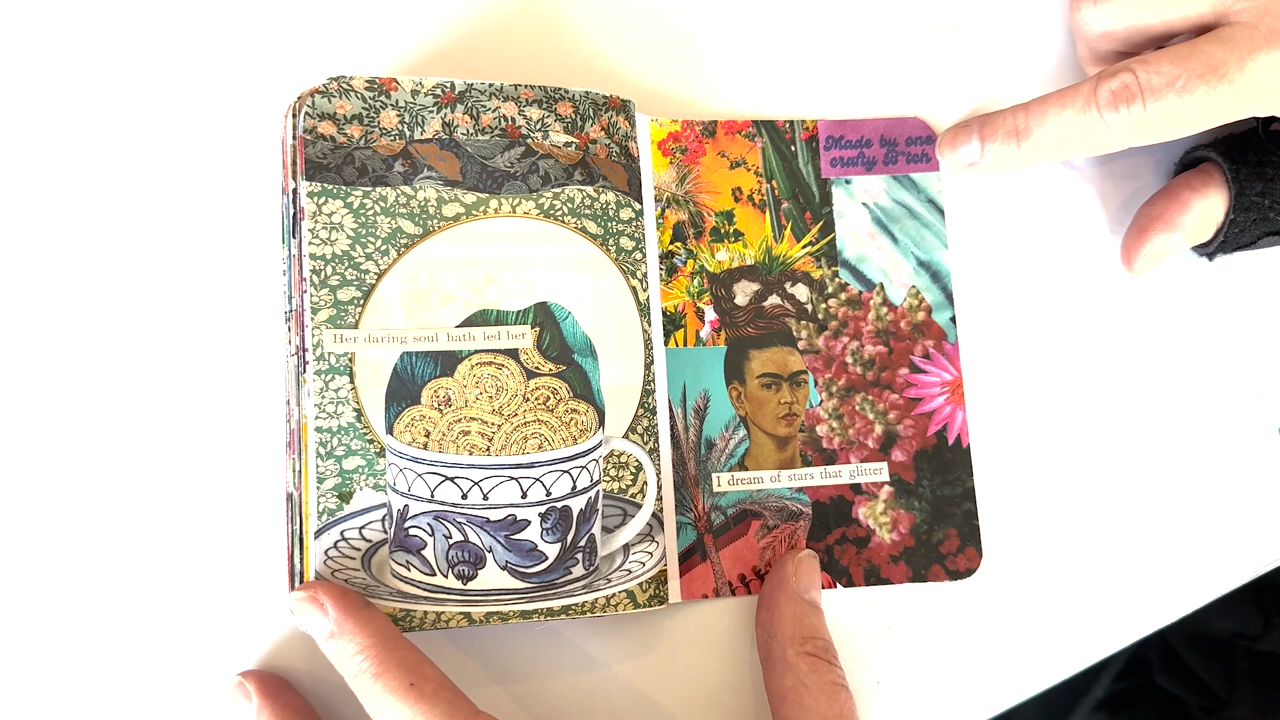 Her daring soul hath led her
Made by one
crafty B*tch
I dream of stars that glitter